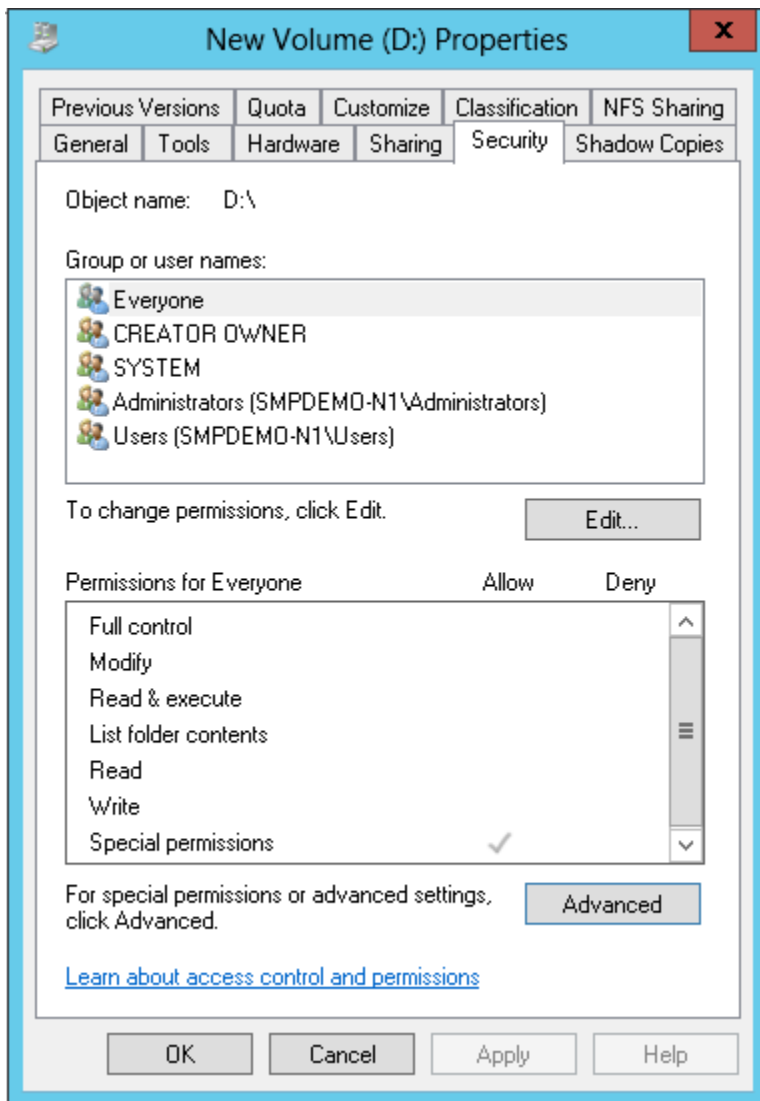 New Volume (D:) Properties
x
Previous Versions Quota Customize Classification NFS Sharing
General Tools Hardware Sharing Security Shadow Copies
Object name: D:\
Group or user names:
Everyone
CREATOR OWNER
SYSTEM
Administrators (SMPDEMO-N1\Administrators)
Users (SMPDEMO-N1\Users)
To change permissions, click Edit.
Edit...
Permissions for Everyone Allow Deny
Full control
Modify
Read & execute
List folder contents
Read
Write
Special permissions
For special permissions or advanced settings,
click Advanced.
Advanced
Learn about access control and permissions
OK Cancel Apply Help